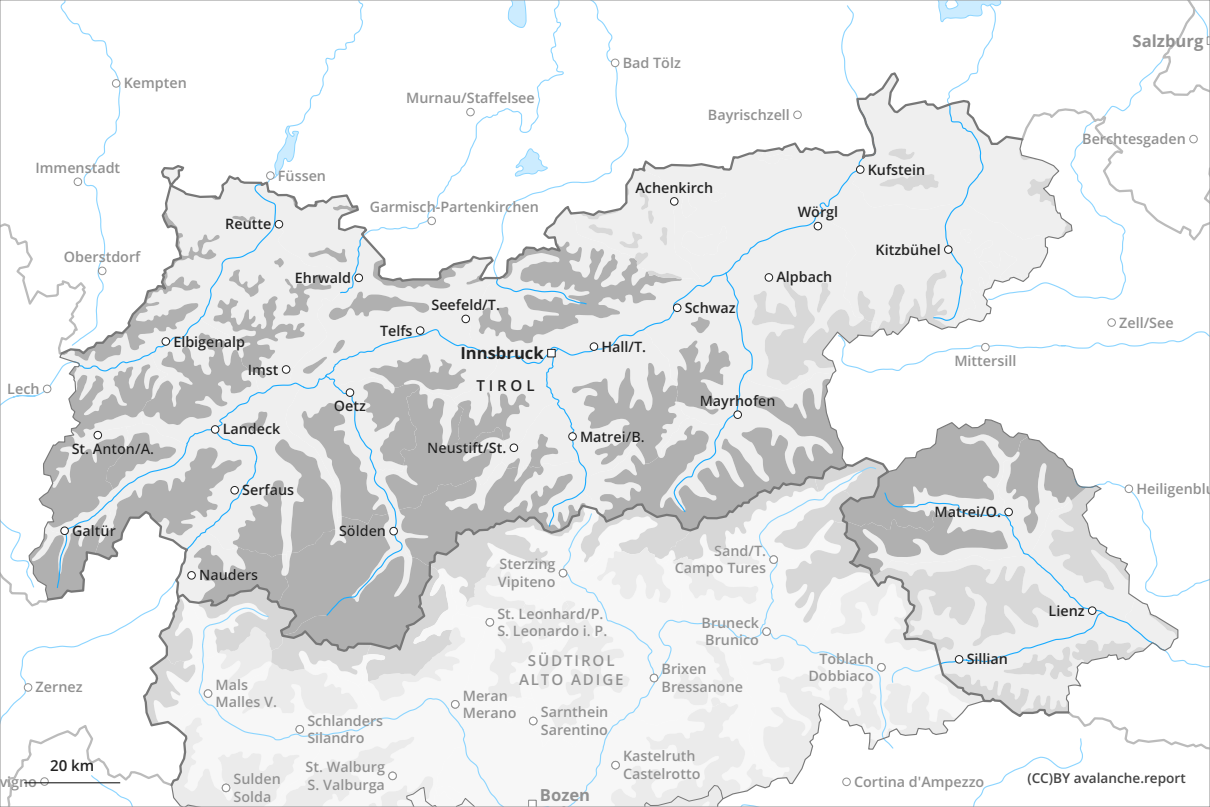 Salzburg
Bad Tölz
Kempten
Murnau/Staffelsee
Bayrischzell
Berchtesgaden
Immenstadt
Füssen
Kufstein
Achenkirch
Garmisch-Partenkirchen
Wörgl
Reutte
Kitzbühel
Oberstdorf
Ehrwald
Alpbach
Seefeld/T.
Schwaz
Telfs
Zell/See
Elbigenalp
Innsbruck
Hall/T.
Mittersill
Imst
TIROL
Lech
Oetz
Mayrhofen
Landeck
Matrei/B.
St. Anton/A.
Neustift/St.
Serfaus
Heiligenblu
Matrei/O.
Galtür
Sölden
Sand/T.
Campo Tures
Sterzing
Vipiteno
Nauders
Lienz
St. Leonhard/P.
S. Leonardo i. P.
Bruneck
Brunico
SÜDTIROL
ALTO ADIGE
Toblach
Dobbiaco
Sillian
Brixen
Bressanone
Zernez
Mals
Malles V.
Meran
Merano
Sarnthein
Sarentino
Schlanders
Silandro
Kastelruth
Castelrotto
St. Walburg
S. Valburga
20 km
vigno
Sulden
Solda
Cortina d'Ampezzo
(CC)BY avalanche.report
Bozen